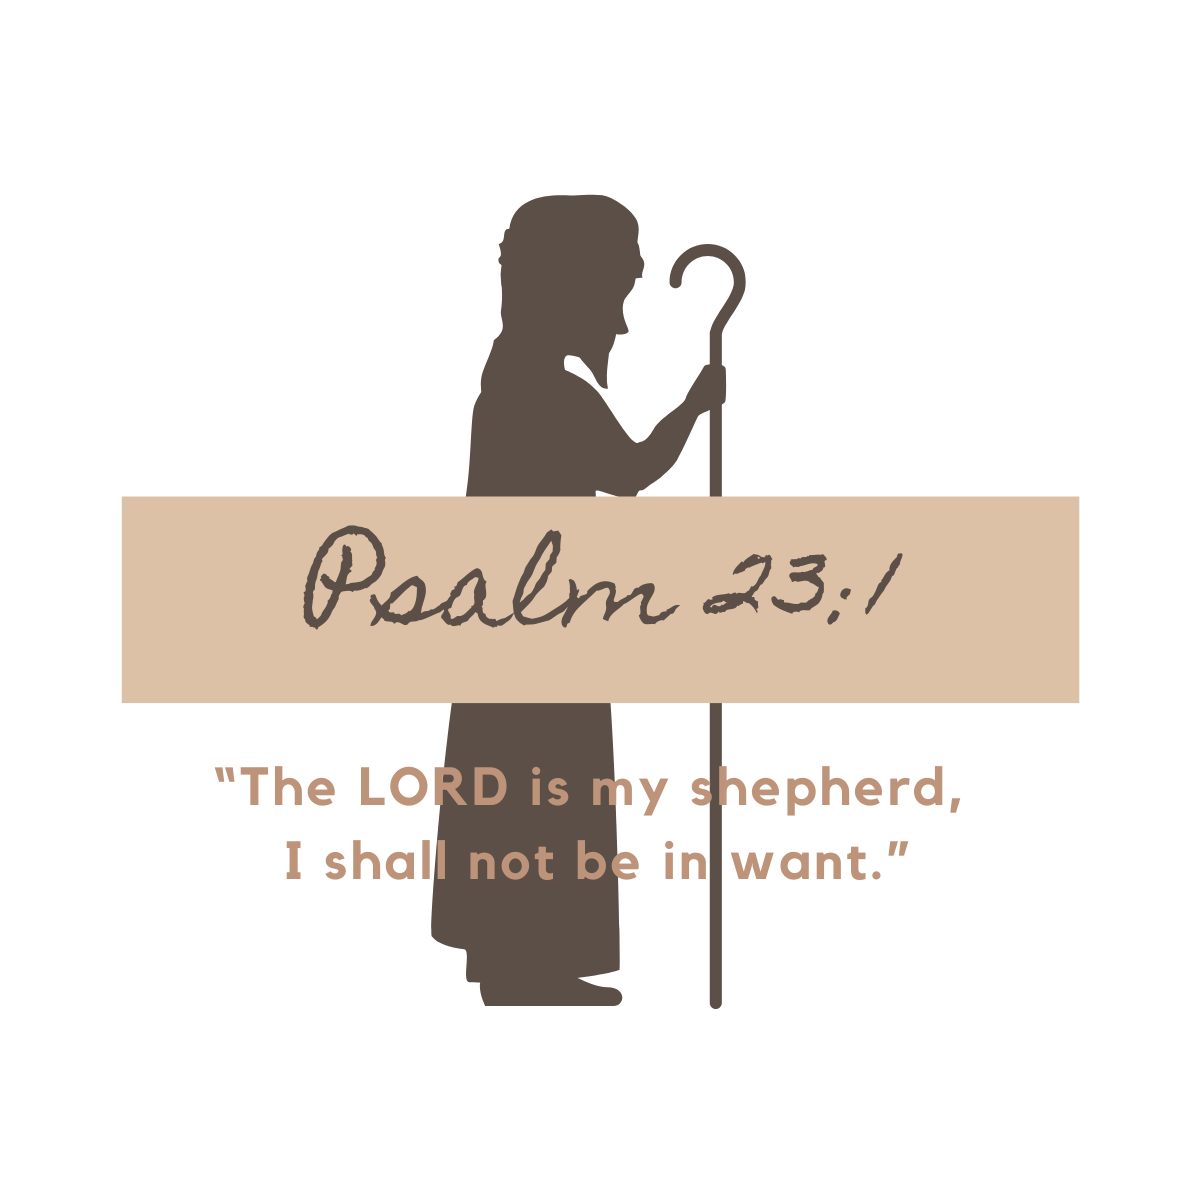 Psalm 23:1
“The LORD is my shepherd,
I shall not be in want.”